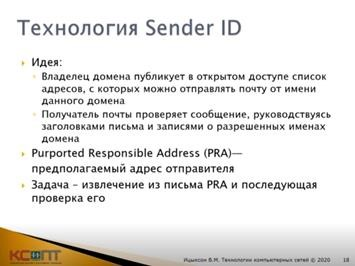 Технология Sender ID
Идея:
Владелец домена публикует в открытом доступе список
адресов, с которых можно отправлять почту от имени
данного домена
Получатель почты проверяет сообщение, руководствуясь
заголовками письма и записями о разрешенных именах
домена
Purported Responsible Address (PRA)—
предполагаемый адрес отправителя
Задача – извлечение из письма PRA и последующая
проверка его
Ицыксон В.М. Технологии компьютерных сетей © 2020
18